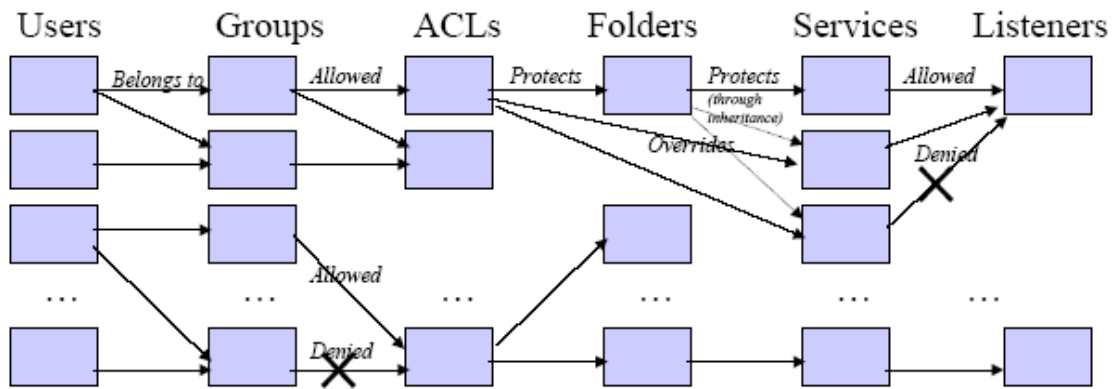 Users Groups ACLs Folders Services Listeners
Belongs to Allowed Protects Protects Allowed
(through
inheritance)
Overrides Denied
Allowed
... ... ... ... ...
Denied